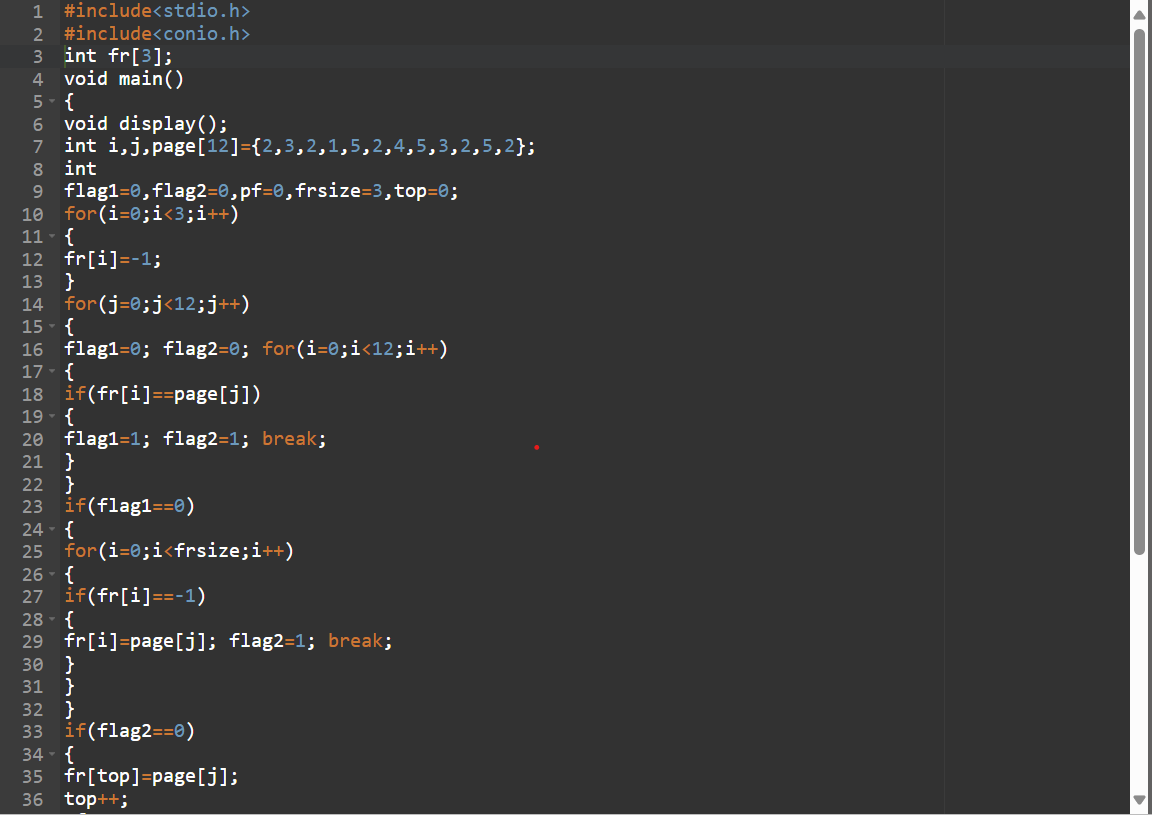 1 #include<stdio.h>
2 #include<conio.h>
3 int fr[3];
4 void main()
5 {
6 void display();
7 int i,j,page[12]={2,3,2,1,5,2,4,5,3,2,5,2};
8 int
9 flag1=0,flag2=0,pf=0,frsize=3,top=0;
10 for(i=0;i<3;i++)
11 {
12 fr[i]=-1;
13 }
14 for(j=0;j<12;j++)
15 {
16 flag1=0; flag2=0; for(i=0;i<12;i++)
17 {
18 if(fr[i]==page[j])
19 {
20 flag1=1; flag2=1; break;
21 }
22 }
23 if(flag1==0)
24 {
25 for(i=0;i<frsize;i++)
26 {
27 if(fr[i]==-1)
28 {
29 fr[i]=page[j]; flag2=1; break;
30 }
31 }
32 }
33 if(flag2==0)
34 {
35 fr[top]=page[j];
36 top++;